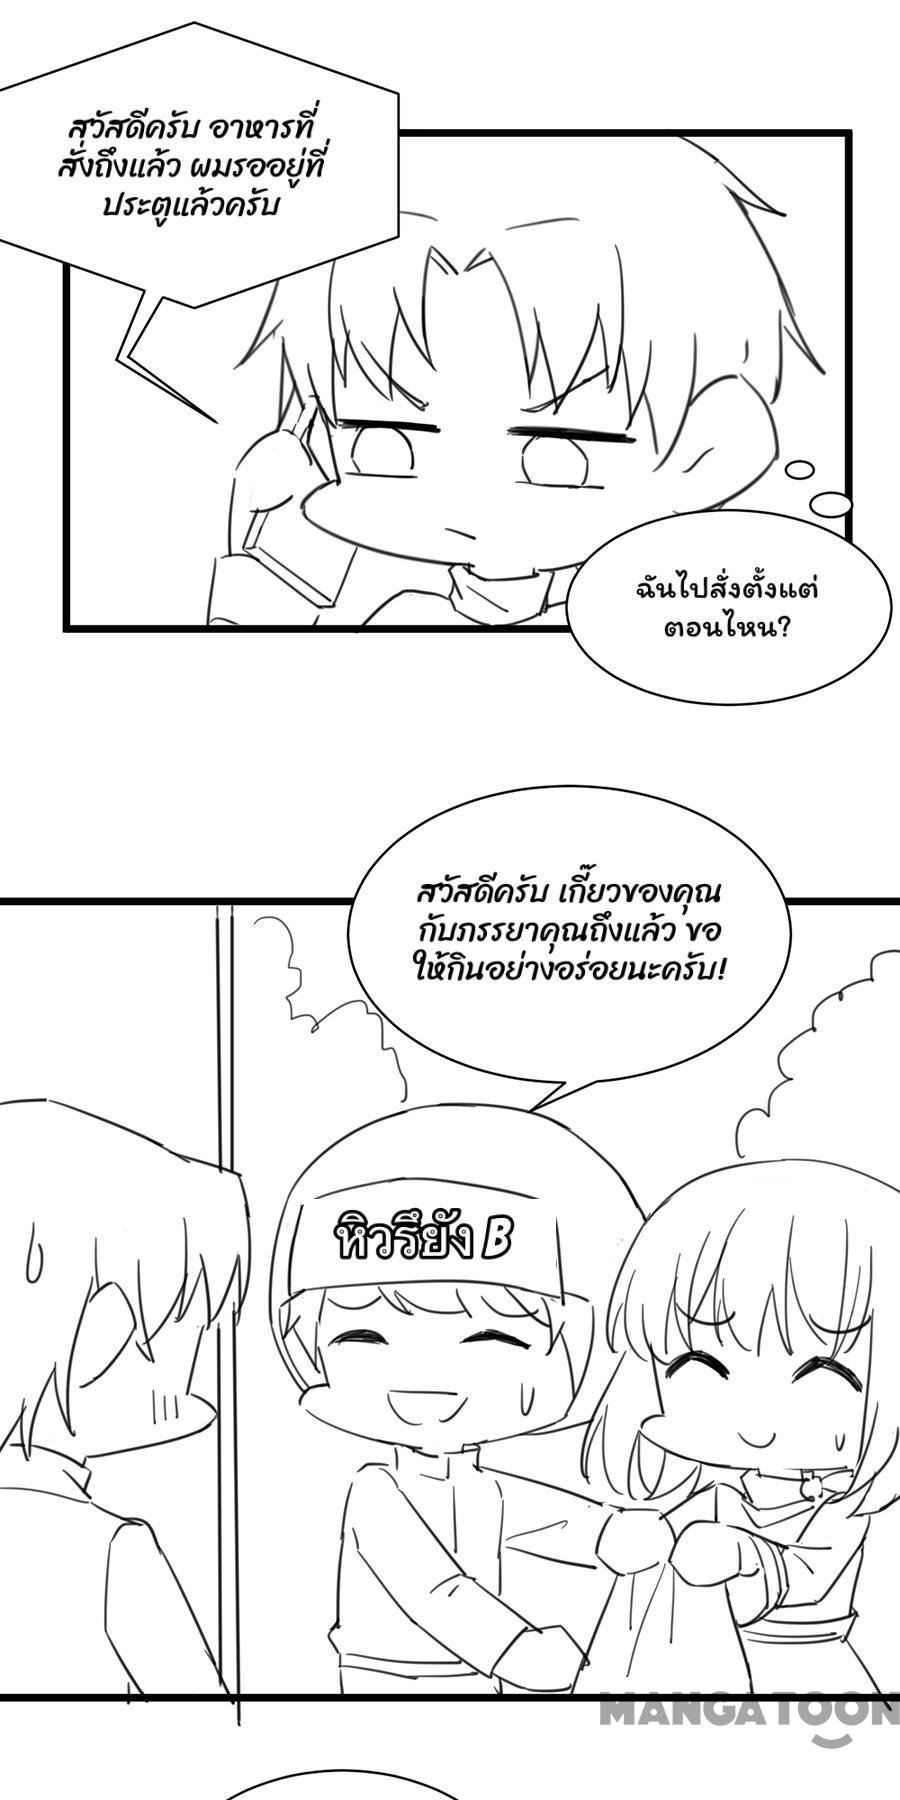 สวัสดีครับ อาหารที่
สั่งถึงแล้ว ผมรออยู่ที่
ประตูแล้วครับ
ฉันไปสั่งตั้งแต่
ตอนไหน?
สวัสดีครับ เกี๊ยวของคุณ
กับภรรยาคุณถึงแล้ว ขอ
ให้กินอย่างอร่อยนะครับ!
หิวรึยัง B
MANGATOON